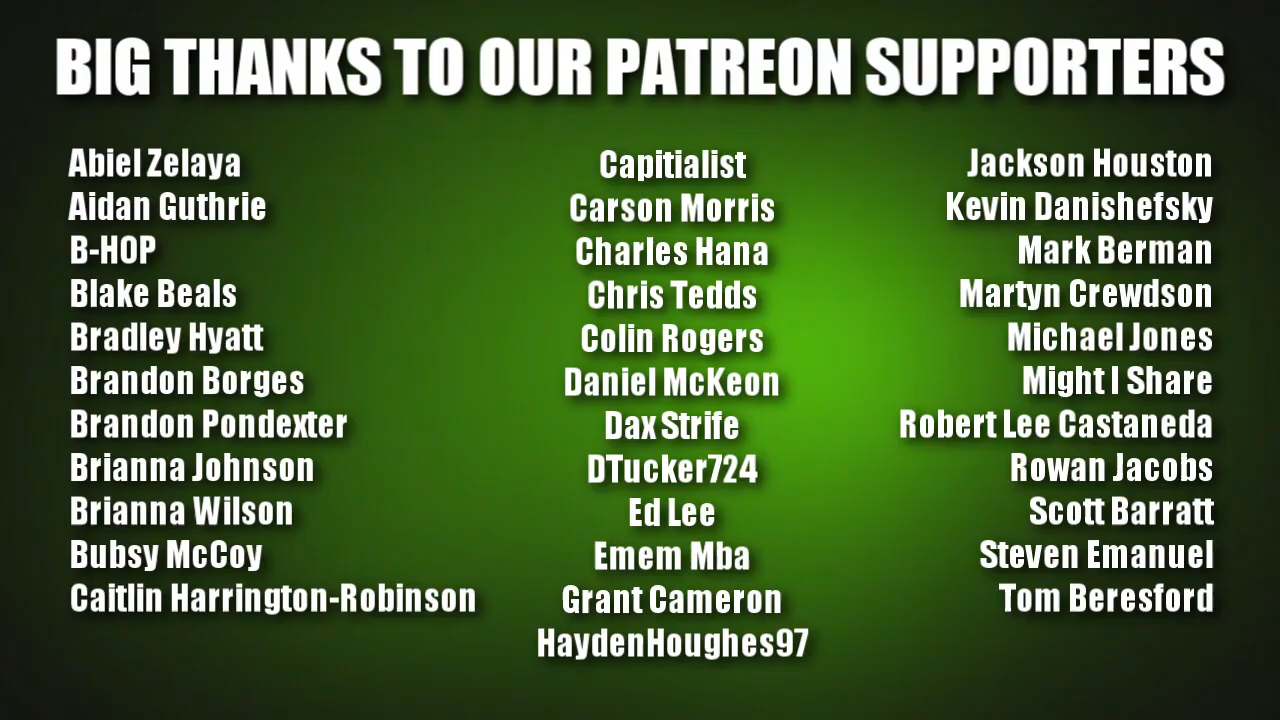 BIG THANKS TO OUR PATREON SUPPORTERS
Abiel Zelaya
Aidan Guthrie
B-HOP
Blake Beals
Bradley Hyatt
Brandon Borges
Brandon Pondexter
Brianna Johnson
Brianna Wilson
Bubsy McCoy
Caitlin Harrington-Robinson
Capitialist
Carson Morris
Charles Hana
Chris Tedds
Colin Rogers
Daniel McKeon
Dax Strife
DTucker724
Ed Lee
Emem Mba
Grant Cameron
HaydenHoughes97
Jackson Houston
Kevin Danishefsky
Mark Berman
Martyn Crewdson
Michael Jones
Might I Share
Robert Lee Castaneda
Rowan Jacobs
Scott Barratt
Steven Emanuel
Tom Beresford